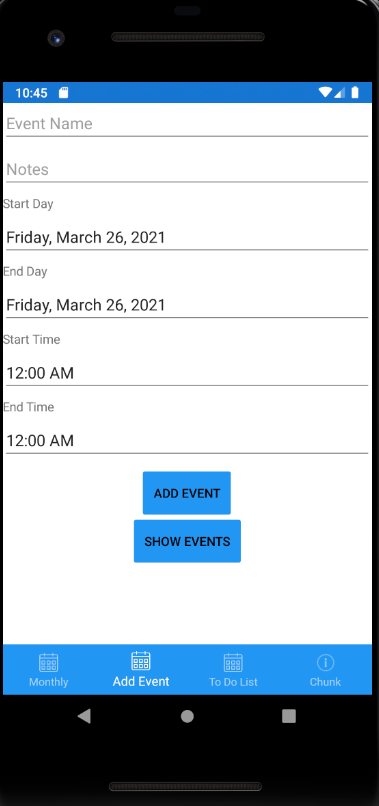 10:45
Event Name
Notes
Start Day
Friday, March 26, 2021
End Day
Friday, March 26, 2021
Start Time
12:00 AM
End Time
12:00 AM
ADD EVENT
SHOW EVENTS
Monthly Add Event To Do List Chunk